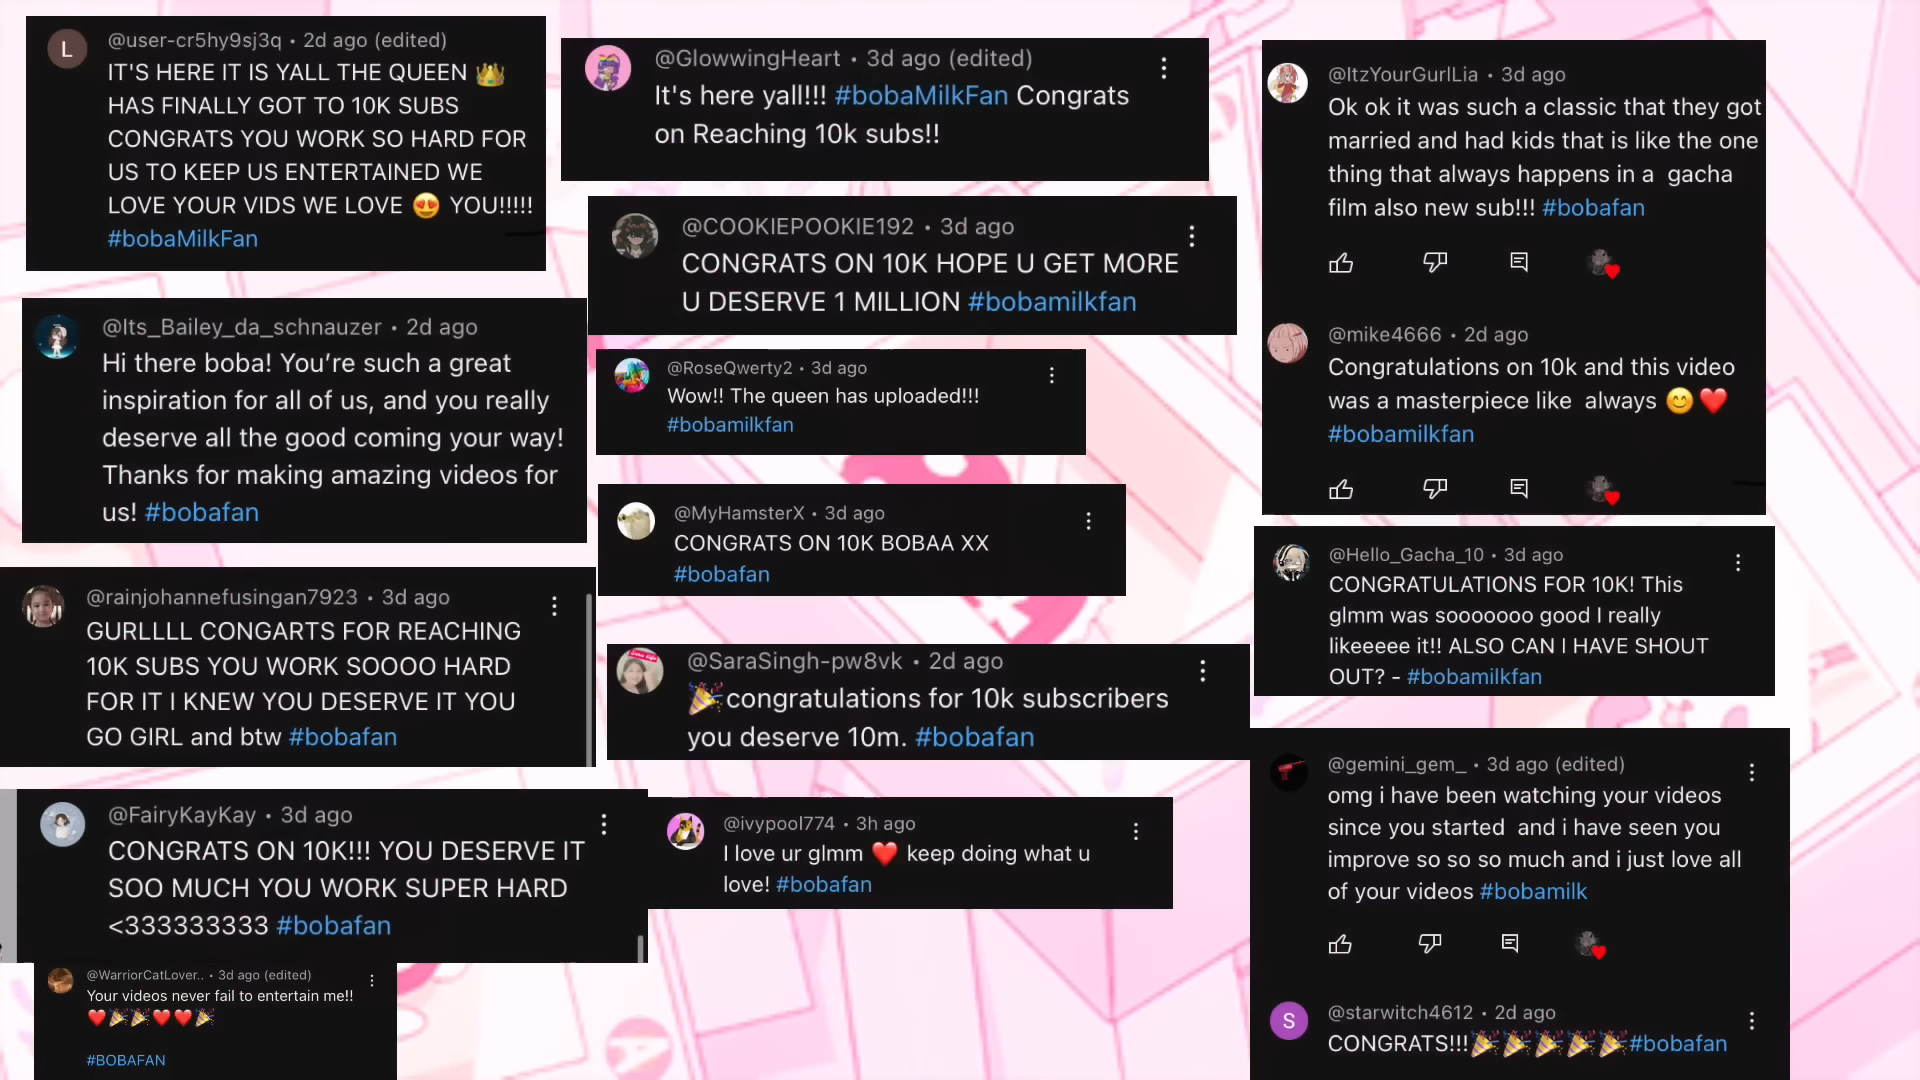 L
@user-cr5hy9sj3q • 2d ago (edited)
IT'S HERE IT IS YALL THE QUEEN 👑
HAS FINALLY GOT TO 10K SUBS
CONGRATS YOU WORK SO HARD FOR
US TO KEEP US ENTERTAINED WE
LOVE YOUR VIDS WE LOVE 😍 YOU!!!!!
#bobaMilkFan
@Its_Bailey_da_schnauzer • 2d ago
Hi there boba! You’re such a great
inspiration for all of us, and you really
deserve all the good coming your way!
Thanks for making amazing videos for
us! #bobafan
@rainjohannefusingan7923 • 3d ago
GURLLLL CONGARTS FOR REACHING
10K SUBS YOU WORK SOOOO HARD
FOR IT I KNEW YOU DESERVE IT YOU
GO GIRL and btw #bobafan
@FairyKayKay • 3d ago
CONGRATS ON 10K!!! YOU DESERVE IT
SOO MUCH YOU WORK SUPER HARD
<333333333 #bobafan
@WarriorCatLover.. • 3d ago (edited)
Your videos never fail to entertain me!!
❤️🎉🎉❤️❤️🎉
#BOBAFAN
@GlowwingHeart • 3d ago (edited)
It's here yall!!! #bobaMilkFan Congrats
on Reaching 10k subs!!
@COOKIEPOOKIE192 • 3d ago
CONGRATS ON 10K HOPE U GET MORE
U DESERVE 1 MILLION #bobamilkfan
@RoseQwerty2 • 3d ago
Wow!! The queen has uploaded!!!
#bobamilkfan
@MyHamsterX • 3d ago
CONGRATS ON 10K BOBAA XX
#bobafan
@SaraSingh-pw8vk • 2d ago
🎉congratulations for 10k subscribers
you deserve 10m. #bobafan
@ivypool774 • 3h ago
I love ur glmm ❤️ keep doing what u
love! #bobafan
@ItzYourGurlLia • 3d ago
Ok ok it was such a classic that they got
married and had kids that is like the one
thing that always happens in a gacha
film also new sub!!! #bobafan
@mike4666 • 2d ago
Congratulations on 10k and this video
was a masterpiece like always 😊❤️
#bobamilkfan
@Hello_Gacha_10 • 3d ago
CONGRATULATIONS FOR 10K! This
glmm was sooooooo good I really
likeeeee it!! ALSO CAN I HAVE SHOUT
OUT? - #bobamilkfan
@gemini_gem_ • 3d ago (edited)
omg i have been watching your videos
since you started and i have seen you
improve so so so much and i just love all
of your videos #bobamilk
S
@starwitch4612 • 2d ago
CONGRATS!!!🎉🎉🎉🎉🎉#bobafan